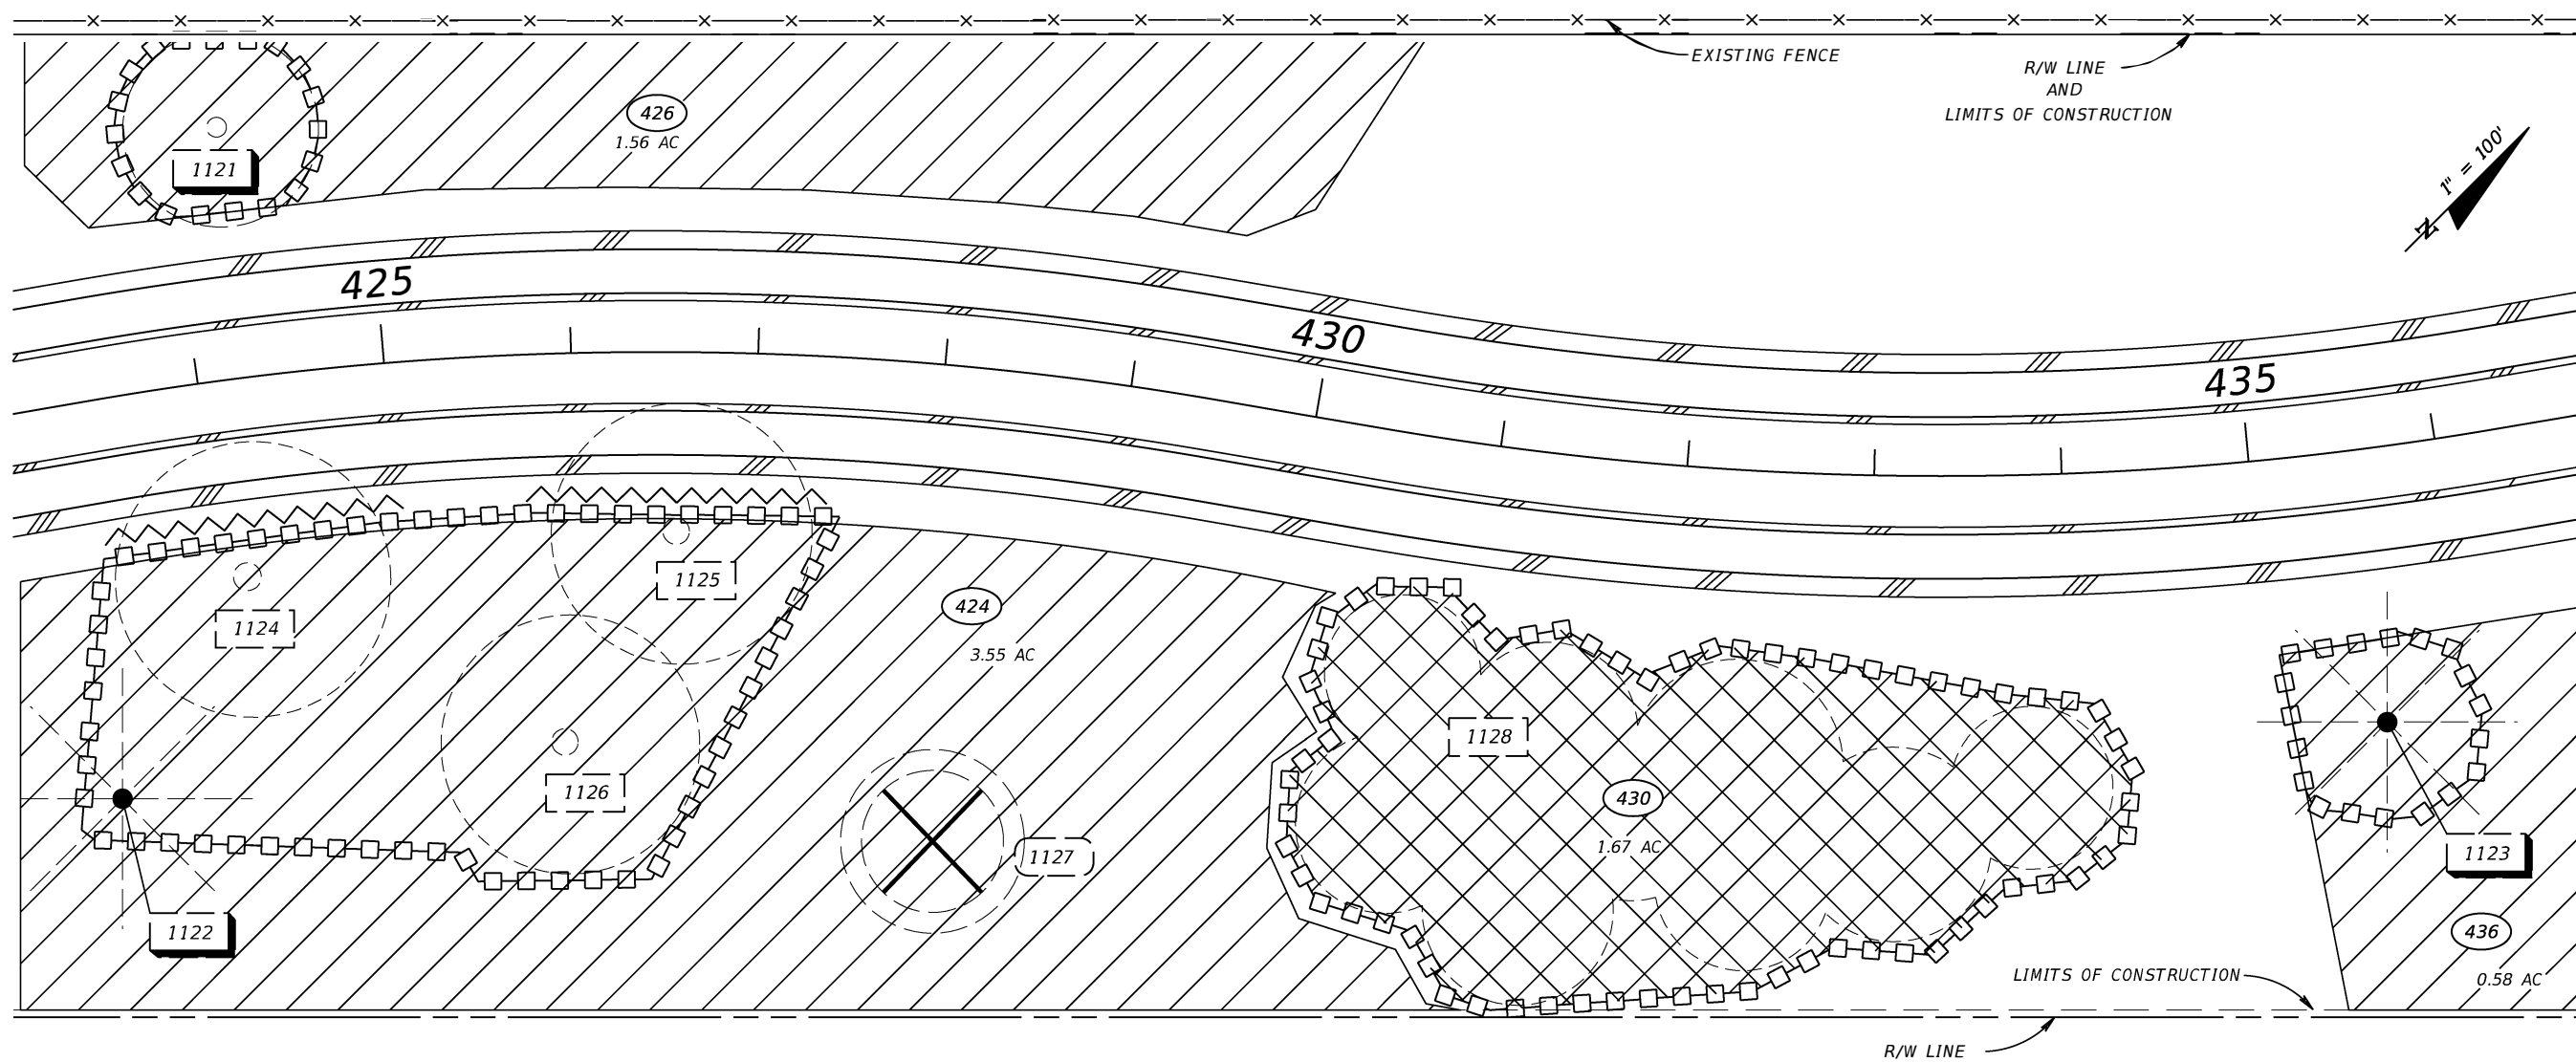 EXISTING FENCE
R/W LINE
AND
LIMITS OF CONSTRUCTION
426
1.56 AC
1121
1" = 100'
N
425
430
435
1125
1124
424
3.55 AC
1126
1127
1122
1128
430
1.67 AC
1123
436
0.58 AC
LIMITS OF CONSTRUCTION
R/W LINE